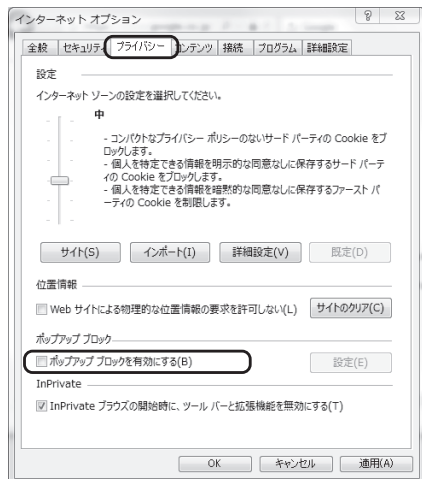 インターネット オプション
全般 セキュリティ プライバシー コンテンツ 接続 プログラム 詳細設定
設定
インターネット ゾーンの設定を選択してください。
中
- コンパクトなプライバシー ポリシーのないサード パーティの Cookie をブ
ロックします。
- 個人を特定できる情報を明示的な同意なしに保存するサード パーテ
ィの Cookie をブロックします。
- 個人を特定できる情報を暗黙的な同意なしに保存するファースト パ
ーティの Cookie を制限します。
サイト(S) インポート(I) 詳細設定(V) 既定(D)
位置情報
Web サイトによる物理的な位置情報の要求を許可しない(L) サイトのクリア(C)
ポップアップ ブロック
ポップアップ ブロックを有効にする(B) 設定(E)
InPrivate
InPrivate ブラウズの開始時に、ツール バーと拡張機能を無効にする(T)
OK キャンセル 適用(A)